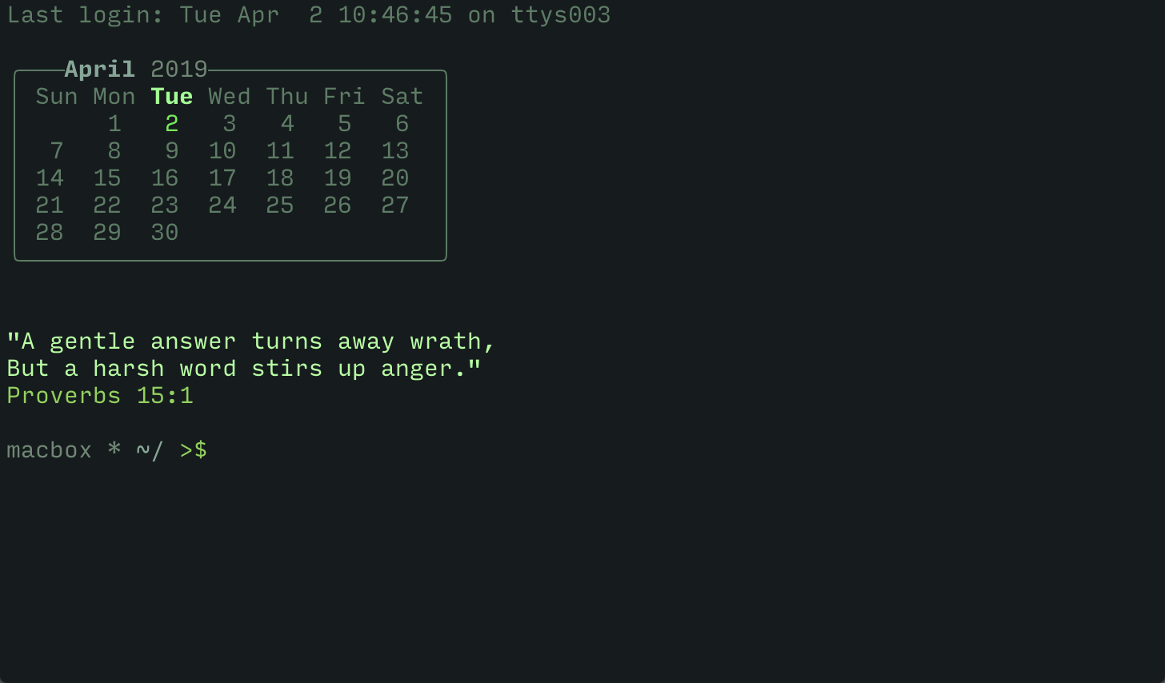 Last login: Tue Apr  2 10:46:45 on ttys003
April 2019
Sun Mon Tue Wed Thu Fri Sat
     1   2   3   4   5   6
 7   8   9  10  11  12  13
14  15  16  17  18  19  20
21  22  23  24  25  26  27
28  29  30
"A gentle answer turns away wrath,
But a harsh word stirs up anger."
Proverbs 15:1
macbox * ~/ >$